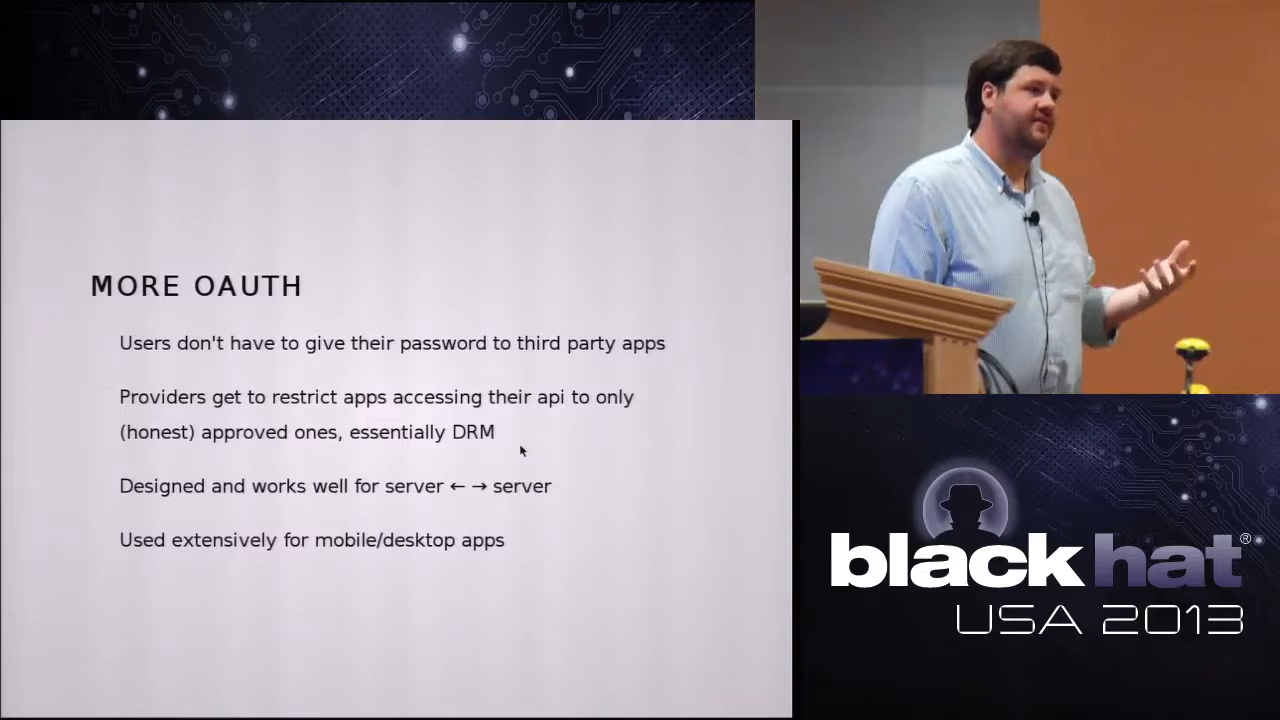 MORE OAUTH
Users don't have to give their password to third party apps
Providers get to restrict apps accessing their api to only
(honest) approved ones, essentially DRM
Designed and works well for server ← → server
Used extensively for mobile/desktop apps
blackhat®
USA 2013